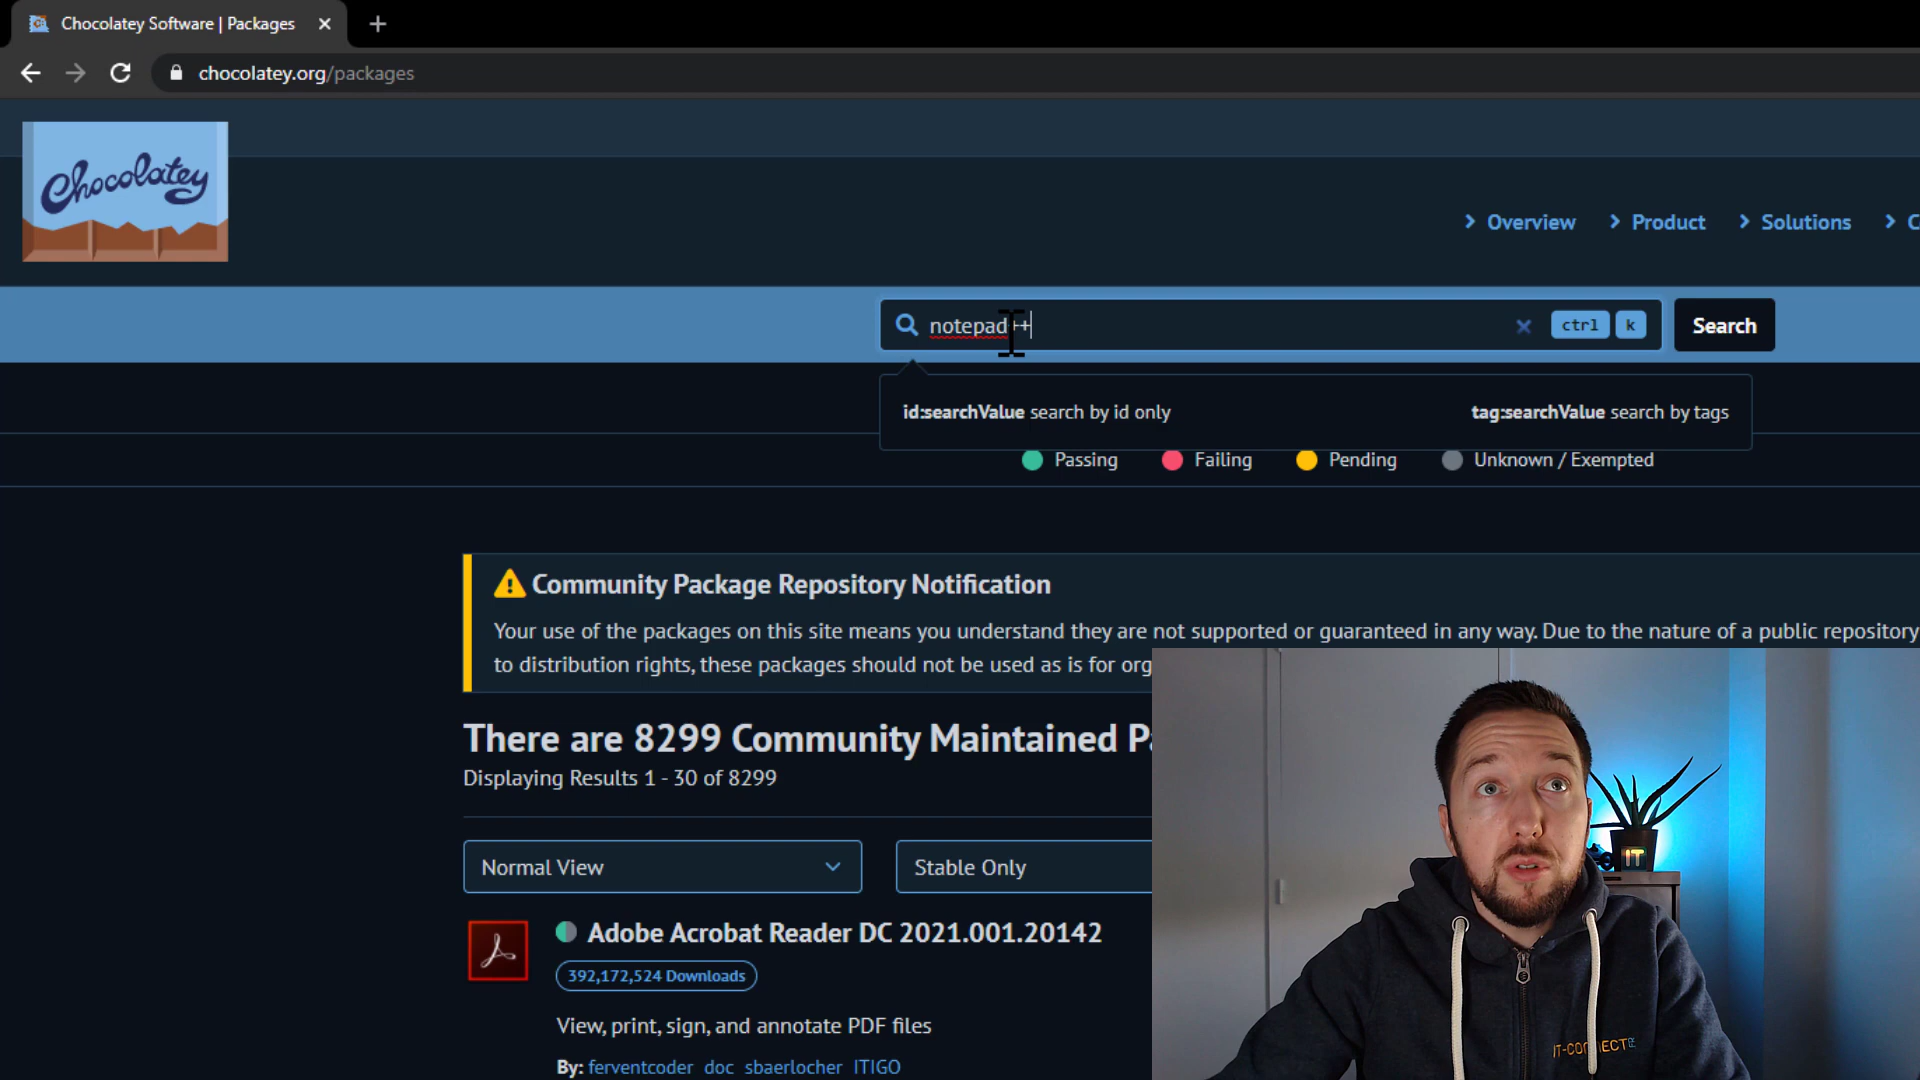 Chocolatey Software | Packages
chocolatey.org/packages
Chocolatey
Overview
Product
Solutions
notepad++
ctrl
k
Search
id:searchValue search by id only
tag:searchValue search by tags
Passing
Failing
Pending
Unknown / Exempted
Community Package Repository Notification
Your use of the packages on this site means you understand they are not supported or guaranteed in any way. Due to the nature of a public repository
to distribution rights, these packages should not be used as is for org
There are 8299 Community Maintained
Displaying Results 1 - 30 of 8299
Normal View
Stable Only
Adobe Acrobat Reader DC 2021.001.20142
392,172,524 Downloads
View, print, sign, and annotate PDF files
By: ferventcoder doc sbaerlocher ITIGO
IT
IT-CONNECT